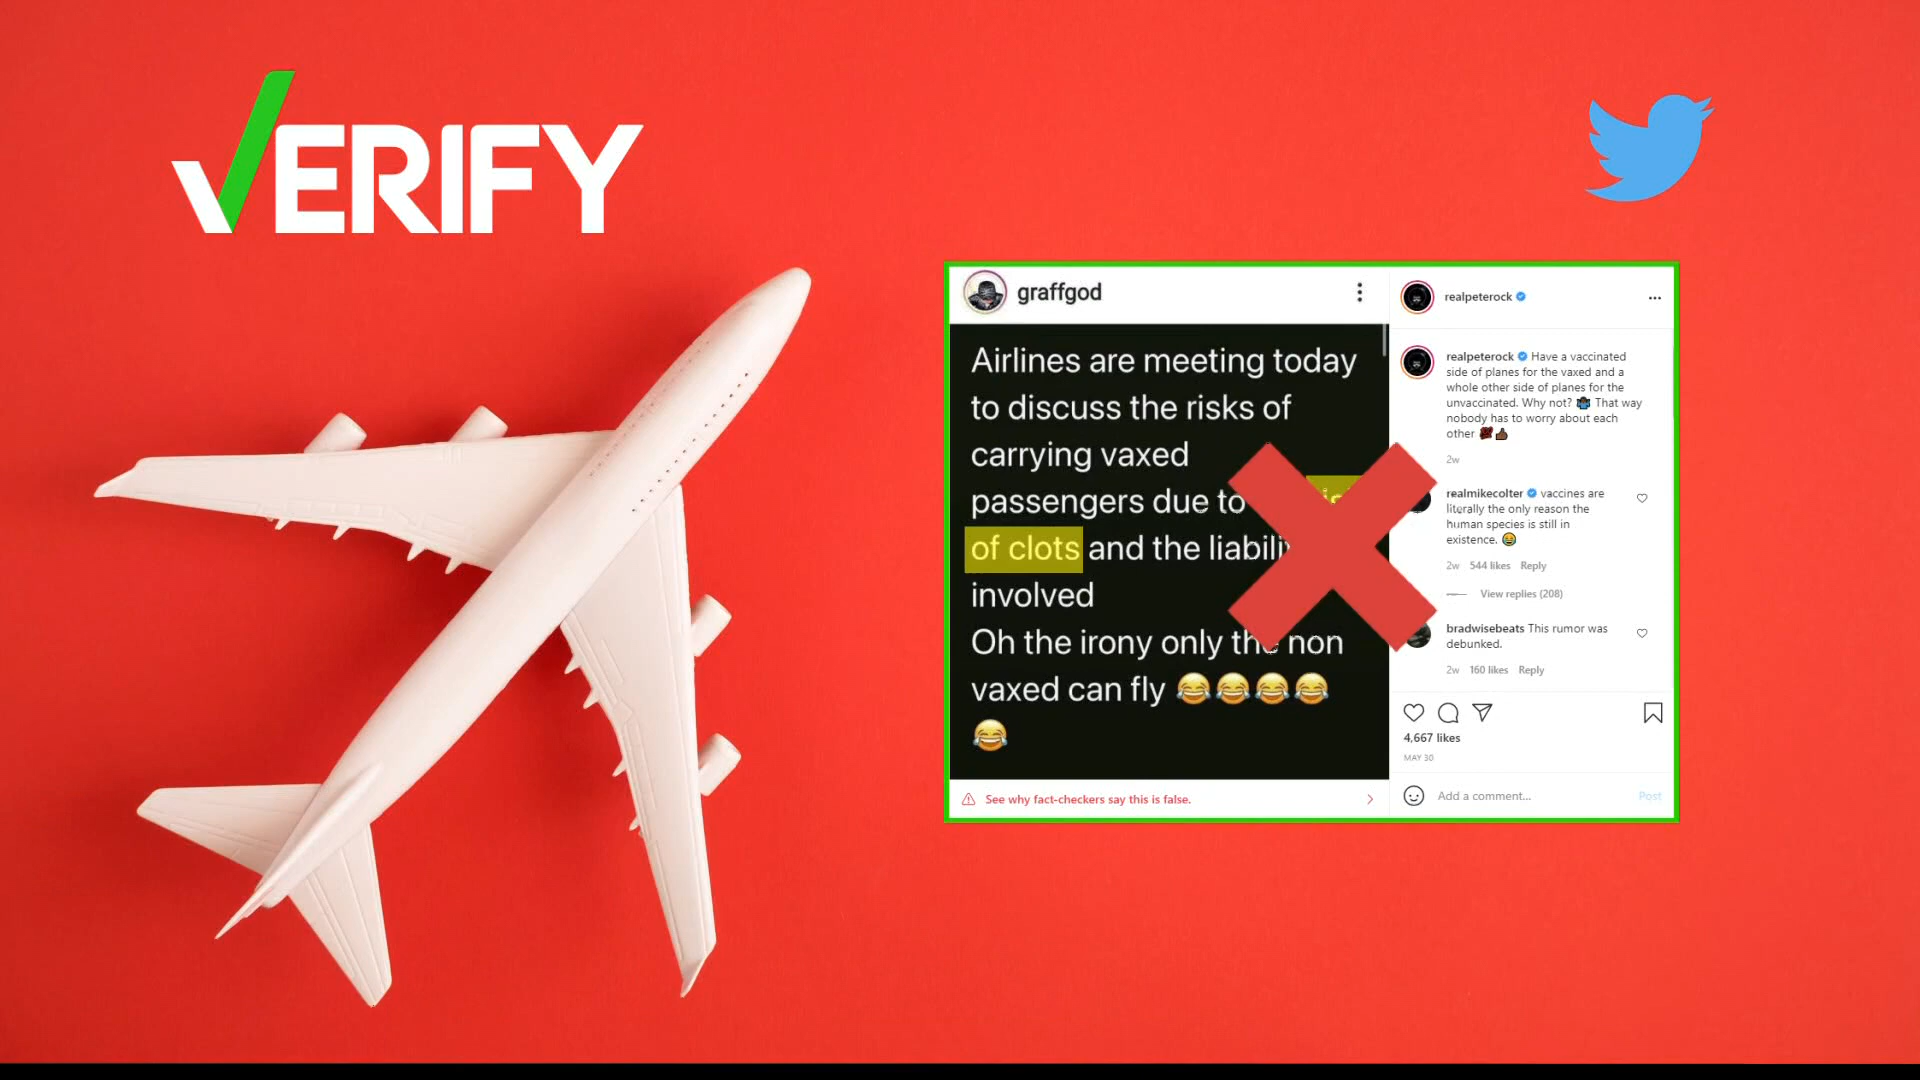 VERIFY
graffgod
Airlines are meeting today
to discuss the risks of
carrying vaxed
passengers due to
of clots and the
involved
Oh the irony only the non
vaxed can fly 😂😂😂😂
😂
See why fact-checkers say this is false.
realpeterock
realpeterock Have a vaccinated
side of planes for the vaxed and a
whole other side of planes for the
unvaccinated. Why not? 🤷🏿‍♂️ That way
nobody has to worry about each
other 💯👍🏿
2w
realmikecolter vaccines are
literally the only reason the
human species is still in
existence. 😂
2w 544 likes Reply
View replies (208)
bradwisebeats This rumor was
debunked.
2w 160 likes Reply
4,667 likes
MAY 30
Add a comment...
Post